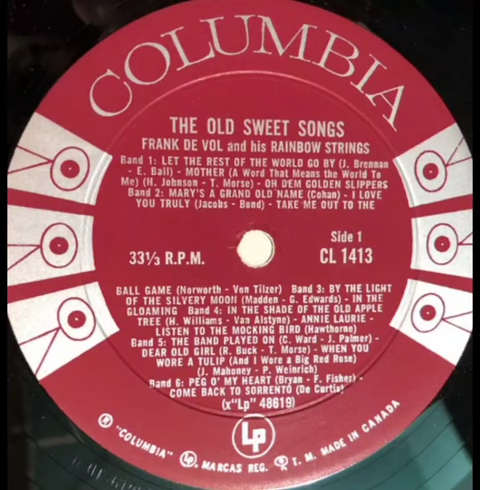 COLUMBIA
THE OLD SWEET SONGS
FRANK DE VOL and his RAINBOW STRINGS
Band 1: LET THE REST OF THE WORLD GO BY (J. Brennan
- E. Ball) - MOTHER (A Word That Means the World To
Me) (H. Johnson - T. Morse) - OH DEM GOLDEN SLIPPERS
Band 2: MARY'S A GRAND OLD NAME (Cohan) - I LOVE
YOU TRULY (Jacobs - Bond) - TAKE ME OUT TO THE
Side 1
33⅓ R.P.M.
CL 1413
BALL GAME (Norworth - Von Tilzer) Band 3: BY THE LIGHT
OF THE SILVERY MOON (Madden - G. Edwards) - IN THE
GLOAMING Band 4: IN THE SHADE OF THE OLD APPLE
TREE (H. Williams - Van Alstyne) - ANNIE LAURIE -
LISTEN TO THE MOCKING BIRD (Hawthorne)
Band 5: THE BAND PLAYED ON (C. Ward - J. Palmer) -
DEAR OLD GIRL (R. Buck - T. Morse) - WHEN YOU
WORE A TULIP (And I Wore a Big Red Rose)
(J. Mahoney - P. Weinrich)
Band 6: PEG O' MY HEART (Bryan - F. Fisher) -
COME BACK TO SORRENTO (De Curtis)
(x"Lp" 48619)
Lp
® "COLUMBIA" Lp, MARCAS REG. T. M. MADE IN CANADA